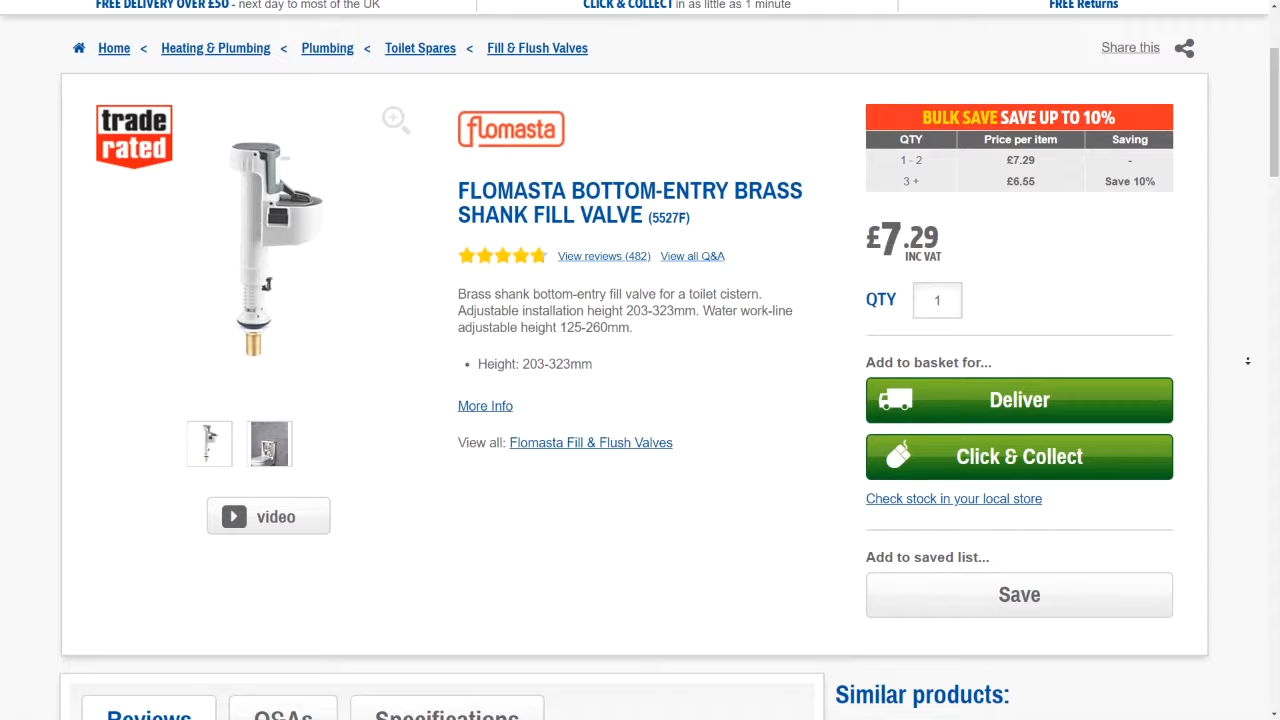 FREE DELIVERY OVER £50 - next day to most of the UK
CLICK & COLLECT in as little as 1 minute
FREE Returns
Home < Heating & Plumbing < Plumbing < Toilet Spares < Fill & Flush Valves
Share this
trade
rated
flomasta
FLOMASTA BOTTOM-ENTRY BRASS
SHANK FILL VALVE (5527F)
View reviews (482) View all Q&A
Brass shank bottom-entry fill valve for a toilet cistern.
Adjustable installation height 203-323mm. Water work-line
adjustable height 125-260mm.
• Height: 203-323mm
More Info
View all: Flomasta Fill & Flush Valves
video
BULK SAVE SAVE UP TO 10%
QTY Price per item Saving
1 - 2 £7.29 -
3 + £6.55 Save 10%
£7.29
INC VAT
QTY 1
Add to basket for...
Deliver
Click & Collect
Check stock in your local store
Add to saved list...
Save
Reviews Q&As Specifications
Similar products: